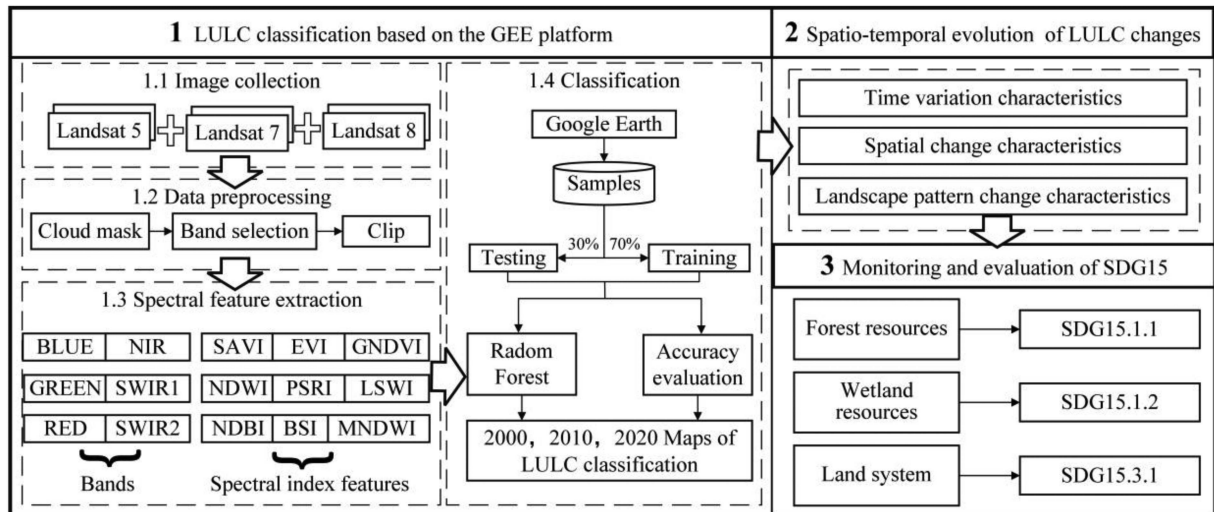 1 LULC classification based on the GEE platform
1.1 Image collection
Landsat 5
Landsat 7
Landsat 8
1.2 Data preprocessing
Cloud mask
Band selection
Clip
1.3 Spectral feature extraction
BLUE NIR
GREEN SWIR1
RED SWIR2
Bands
SAVI EVI GNDVI
NDWI PSRI LSWI
NDBI BSI MNDWI
Spectral index features
1.4 Classification
Google Earth
Samples
30% 70%
Testing
Training
Radom
Forest
Accuracy
evaluation
2000, 2010, 2020 Maps of
LULC classification
2 Spatio-temporal evolution of LULC changes
Time variation characteristics
Spatial change characteristics
Landscape pattern change characteristics
3 Monitoring and evaluation of SDG15
Forest resources
SDG15.1.1
Wetland
resources
SDG15.1.2
Land system
SDG15.3.1